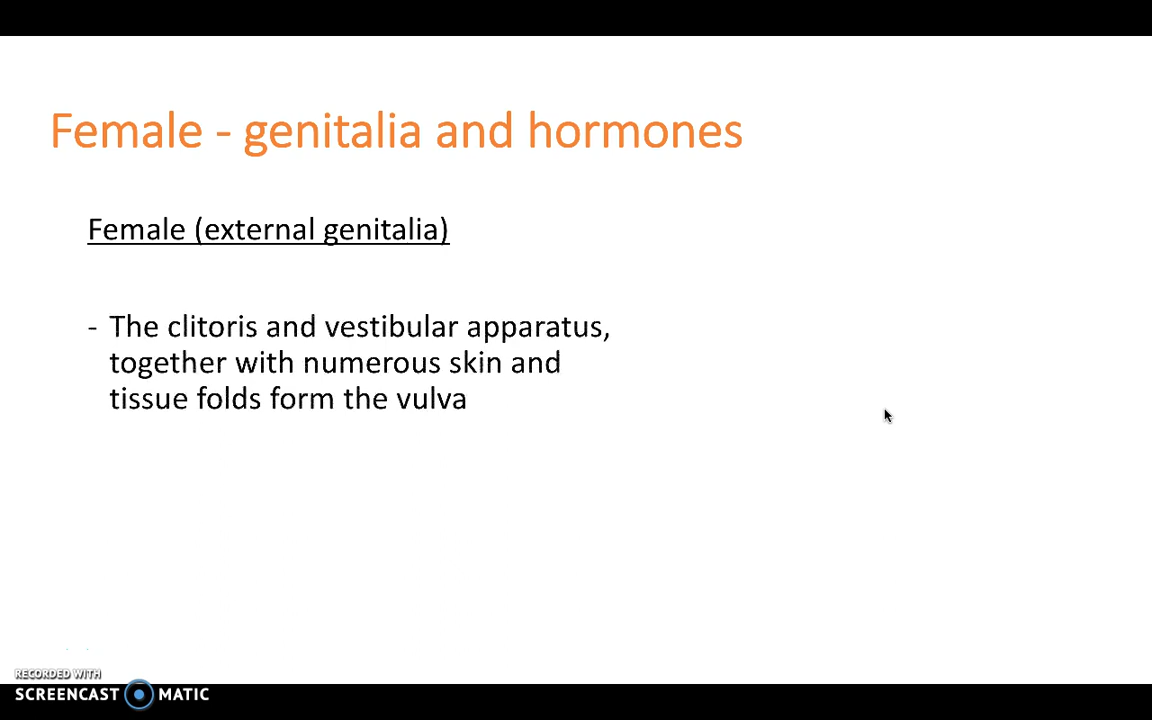 Female - genitalia and hormones
Female (external genitalia)
- The clitoris and vestibular apparatus,
together with numerous skin and
tissue folds form the vulva
RECORDED WITH
SCREENCAST MATIC